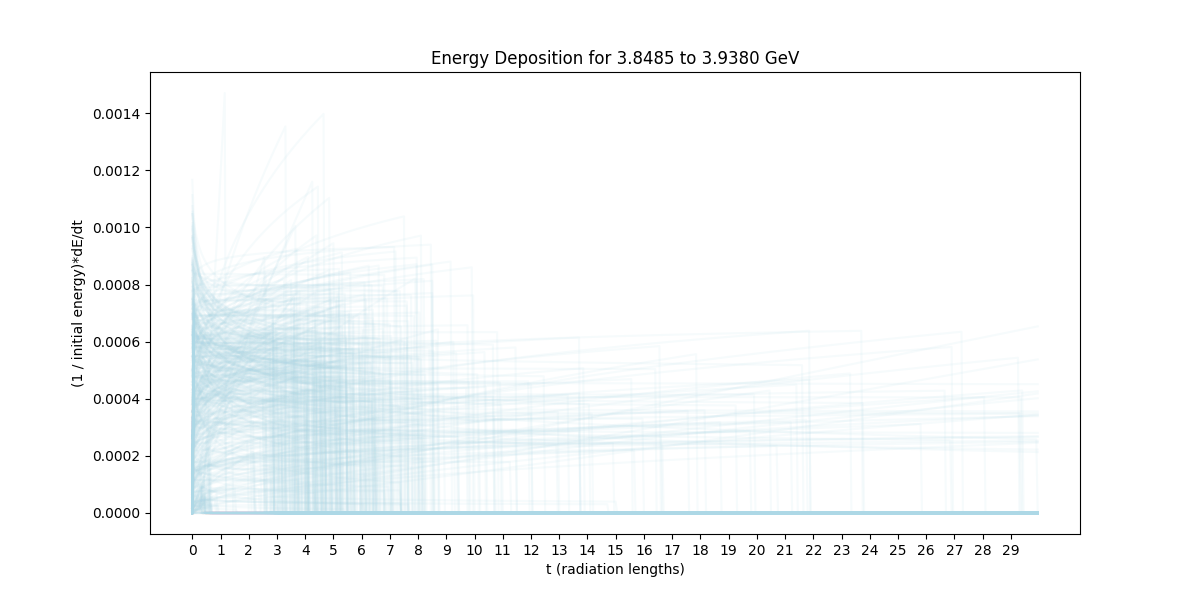 Energy Deposition for 3.8485 to 3.9380 GeV
(1 / initial energy)*dE/dt
0.0014
0.0012
0.0010
0.0008
0.0006
0.0004
0.0002
0.0000
0 1 2 3 4 5 6 7 8 9 10 11 12 13 14 15 16 17 18 19 20 21 22 23 24 25 26 27 28 29
t (radiation lengths)